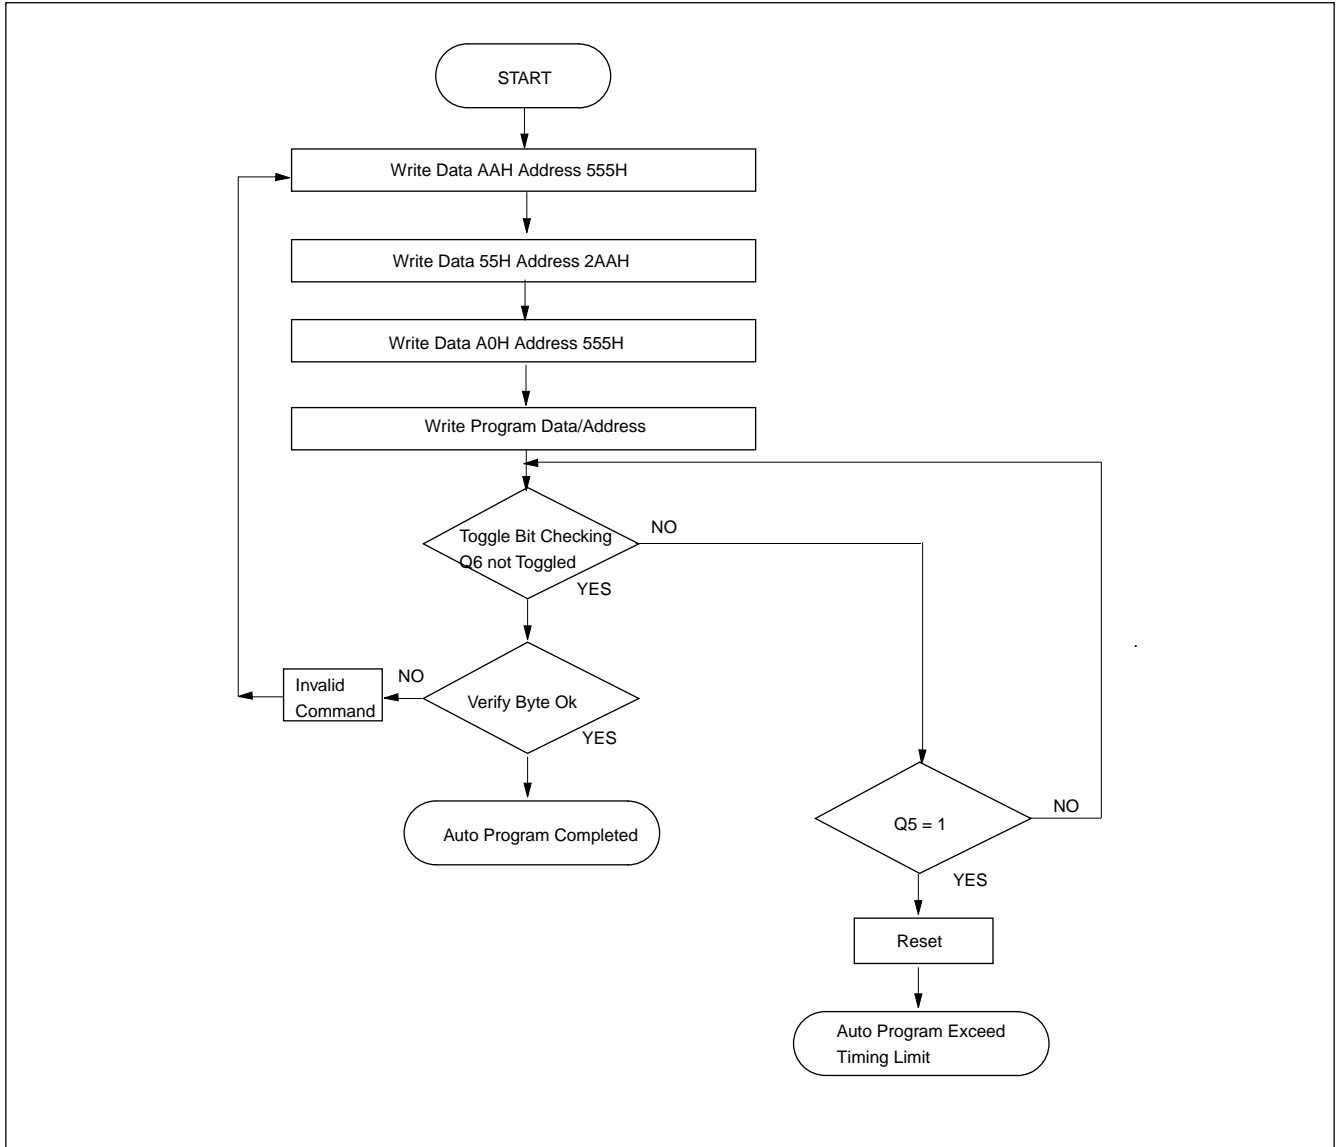 START
Write Data AAH Address 555H
Write Data 55H Address 2AAH
Write Data A0H Address 555H
Write Program Data/Address
Toggle Bit Checking
Q6 not Toggled
NO
YES
Invalid
Command
NO
Verify Byte Ok
YES
Auto Program Completed
Q5 = 1
NO
YES
Reset
Auto Program Exceed
Timing Limit